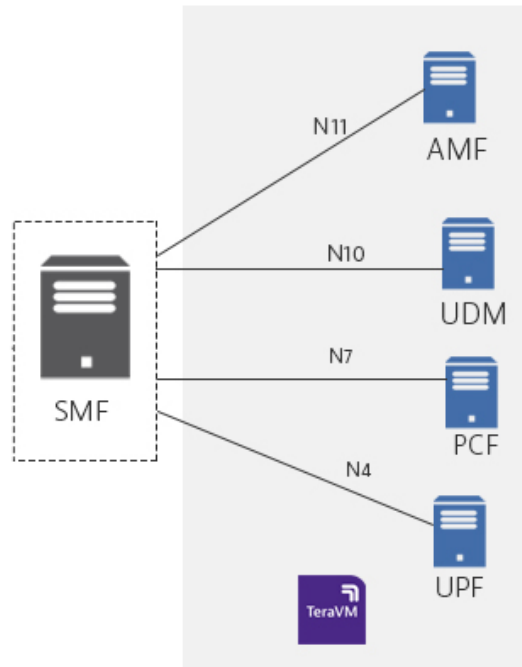 N11
AMF
N10
UDM
SMF
N7
PCF
N4
UPF
TeraVM